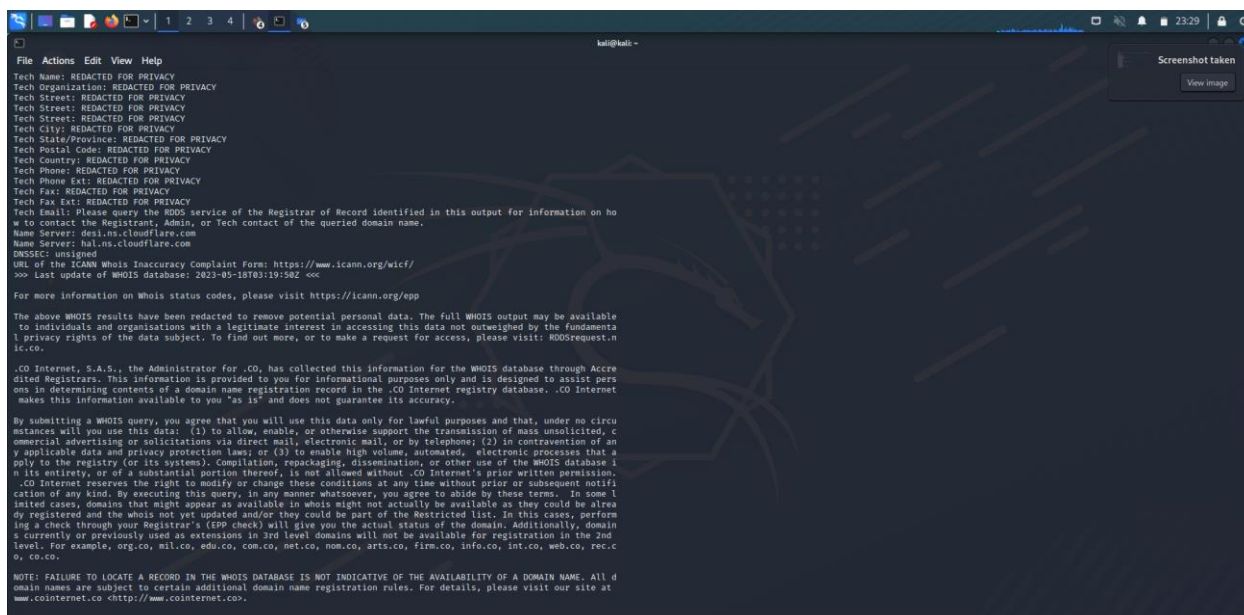 1 2 3 4
23:29
kali@kali: ~
File Actions Edit View Help
Screenshot taken
View image
Tech Name: REDACTED FOR PRIVACY
Tech Organization: REDACTED FOR PRIVACY
Tech Street: REDACTED FOR PRIVACY
Tech Street: REDACTED FOR PRIVACY
Tech Street: REDACTED FOR PRIVACY
Tech City: REDACTED FOR PRIVACY
Tech State/Province: REDACTED FOR PRIVACY
Tech Postal Code: REDACTED FOR PRIVACY
Tech Country: REDACTED FOR PRIVACY
Tech Phone: REDACTED FOR PRIVACY
Tech Phone Ext: REDACTED FOR PRIVACY
Tech Fax: REDACTED FOR PRIVACY
Tech Fax Ext: REDACTED FOR PRIVACY
Tech Email: Please query the RDDS service of the Registrar of Record identified in this output for information on ho
w to contact the Registrant, Admin, or Tech contact of the queried domain name.
Name Server: desi.ns.cloudflare.com
Name Server: hal.ns.cloudflare.com
DNSSEC: unsigned
URL of the ICANN Whois Inaccuracy Complaint Form: https://www.icann.org/wicf/
>>> Last update of WHOIS database: 2023-05-18T03:19:50Z <<<
For more information on Whois status codes, please visit https://icann.org/epp
The above WHOIS results have been redacted to remove potential personal data. The full WHOIS output may be available
to individuals and organisations with a legitimate interest in accessing this data not outweighed by the fundamenta
l privacy rights of the data subject. To find out more, or to make a request for access, please visit: RDDSrequest.n
ic.co.
.CO Internet, S.A.S., the Administrator for .CO, has collected this information for the WHOIS database through Accre
dited Registrars. This information is provided to you for informational purposes only and is designed to assist pers
ons in determining contents of a domain name registration record in the .CO Internet registry database. .CO Internet
makes this information available to you "as is" and does not guarantee its accuracy.
By submitting a WHOIS query, you agree that you will use this data only for lawful purposes and that, under no circu
mstances will you use this data: (1) to allow, enable, or otherwise support the transmission of mass unsolicited, c
ommercial advertising or solicitations via direct mail, electronic mail, or by telephone; (2) in contravention of an
y applicable data and privacy protection laws; or (3) to enable high volume, automated, electronic processes that a
pply to the registry (or its systems). Compilation, repackaging, dissemination, or other use of the WHOIS database i
n its entirety, or of a substantial portion thereof, is not allowed without .CO Internet's prior written permission.
.CO Internet reserves the right to modify or change these conditions at any time without prior or subsequent notifi
cation of any kind. By executing this query, in any manner whatsoever, you agree to abide by these terms. In some l
imited cases, domains that might appear as available in whois might not actually be available as they could be alrea
dy registered and the whois not yet updated and/or they could be part of the Restricted list. In this cases, perform
ing a check through your Registrar's (EPP check) will give you the actual status of the domain. Additionally, domain
s currently or previously used as extensions in 3rd level domains will not be available for registration in the 2nd
level. For example, org.co, mil.co, edu.co, com.co, net.co, nom.co, arts.co, firm.co, info.co, int.co, web.co, rec.c
o, co.co.
NOTE: FAILURE TO LOCATE A RECORD IN THE WHOIS DATABASE IS NOT INDICATIVE OF THE AVAILABILITY OF A DOMAIN NAME. All d
omain names are subject to certain additional domain name registration rules. For details, please visit our site at
www.cointernet.co <http://www.cointernet.co>.